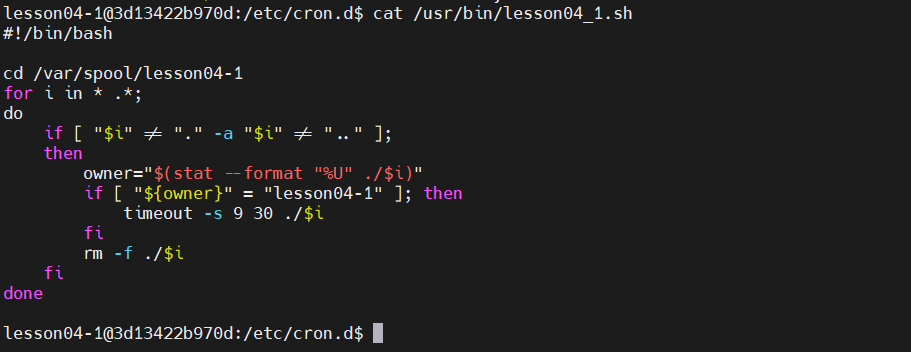 lesson04-1@3d13422b970d:/etc/cron.d$ cat /usr/bin/lesson04_1.sh
#!/bin/bash
cd /var/spool/lesson04-1
for i in * .*;
do
    if [ "$i" != "." -a "$i" != ".." ];
    then
        owner="$(stat --format "%U" ./$i)"
        if [ "${owner}" = "lesson04-1" ]; then
            timeout -s 9 30 ./$i
        fi
        rm -f ./$i
    fi
done
lesson04-1@3d13422b970d:/etc/cron.d$